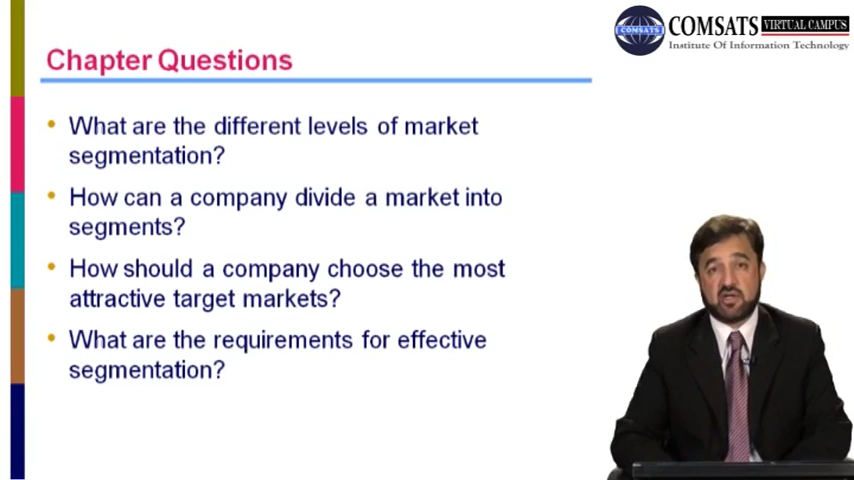 COMSATS VIRTUAL CAMPUS
COMSATS
Institute Of Information Technology
Chapter Questions
• What are the different levels of market
segmentation?
• How can a company divide a market into
segments?
• How should a company choose the most
attractive target markets?
• What are the requirements for effective
segmentation?